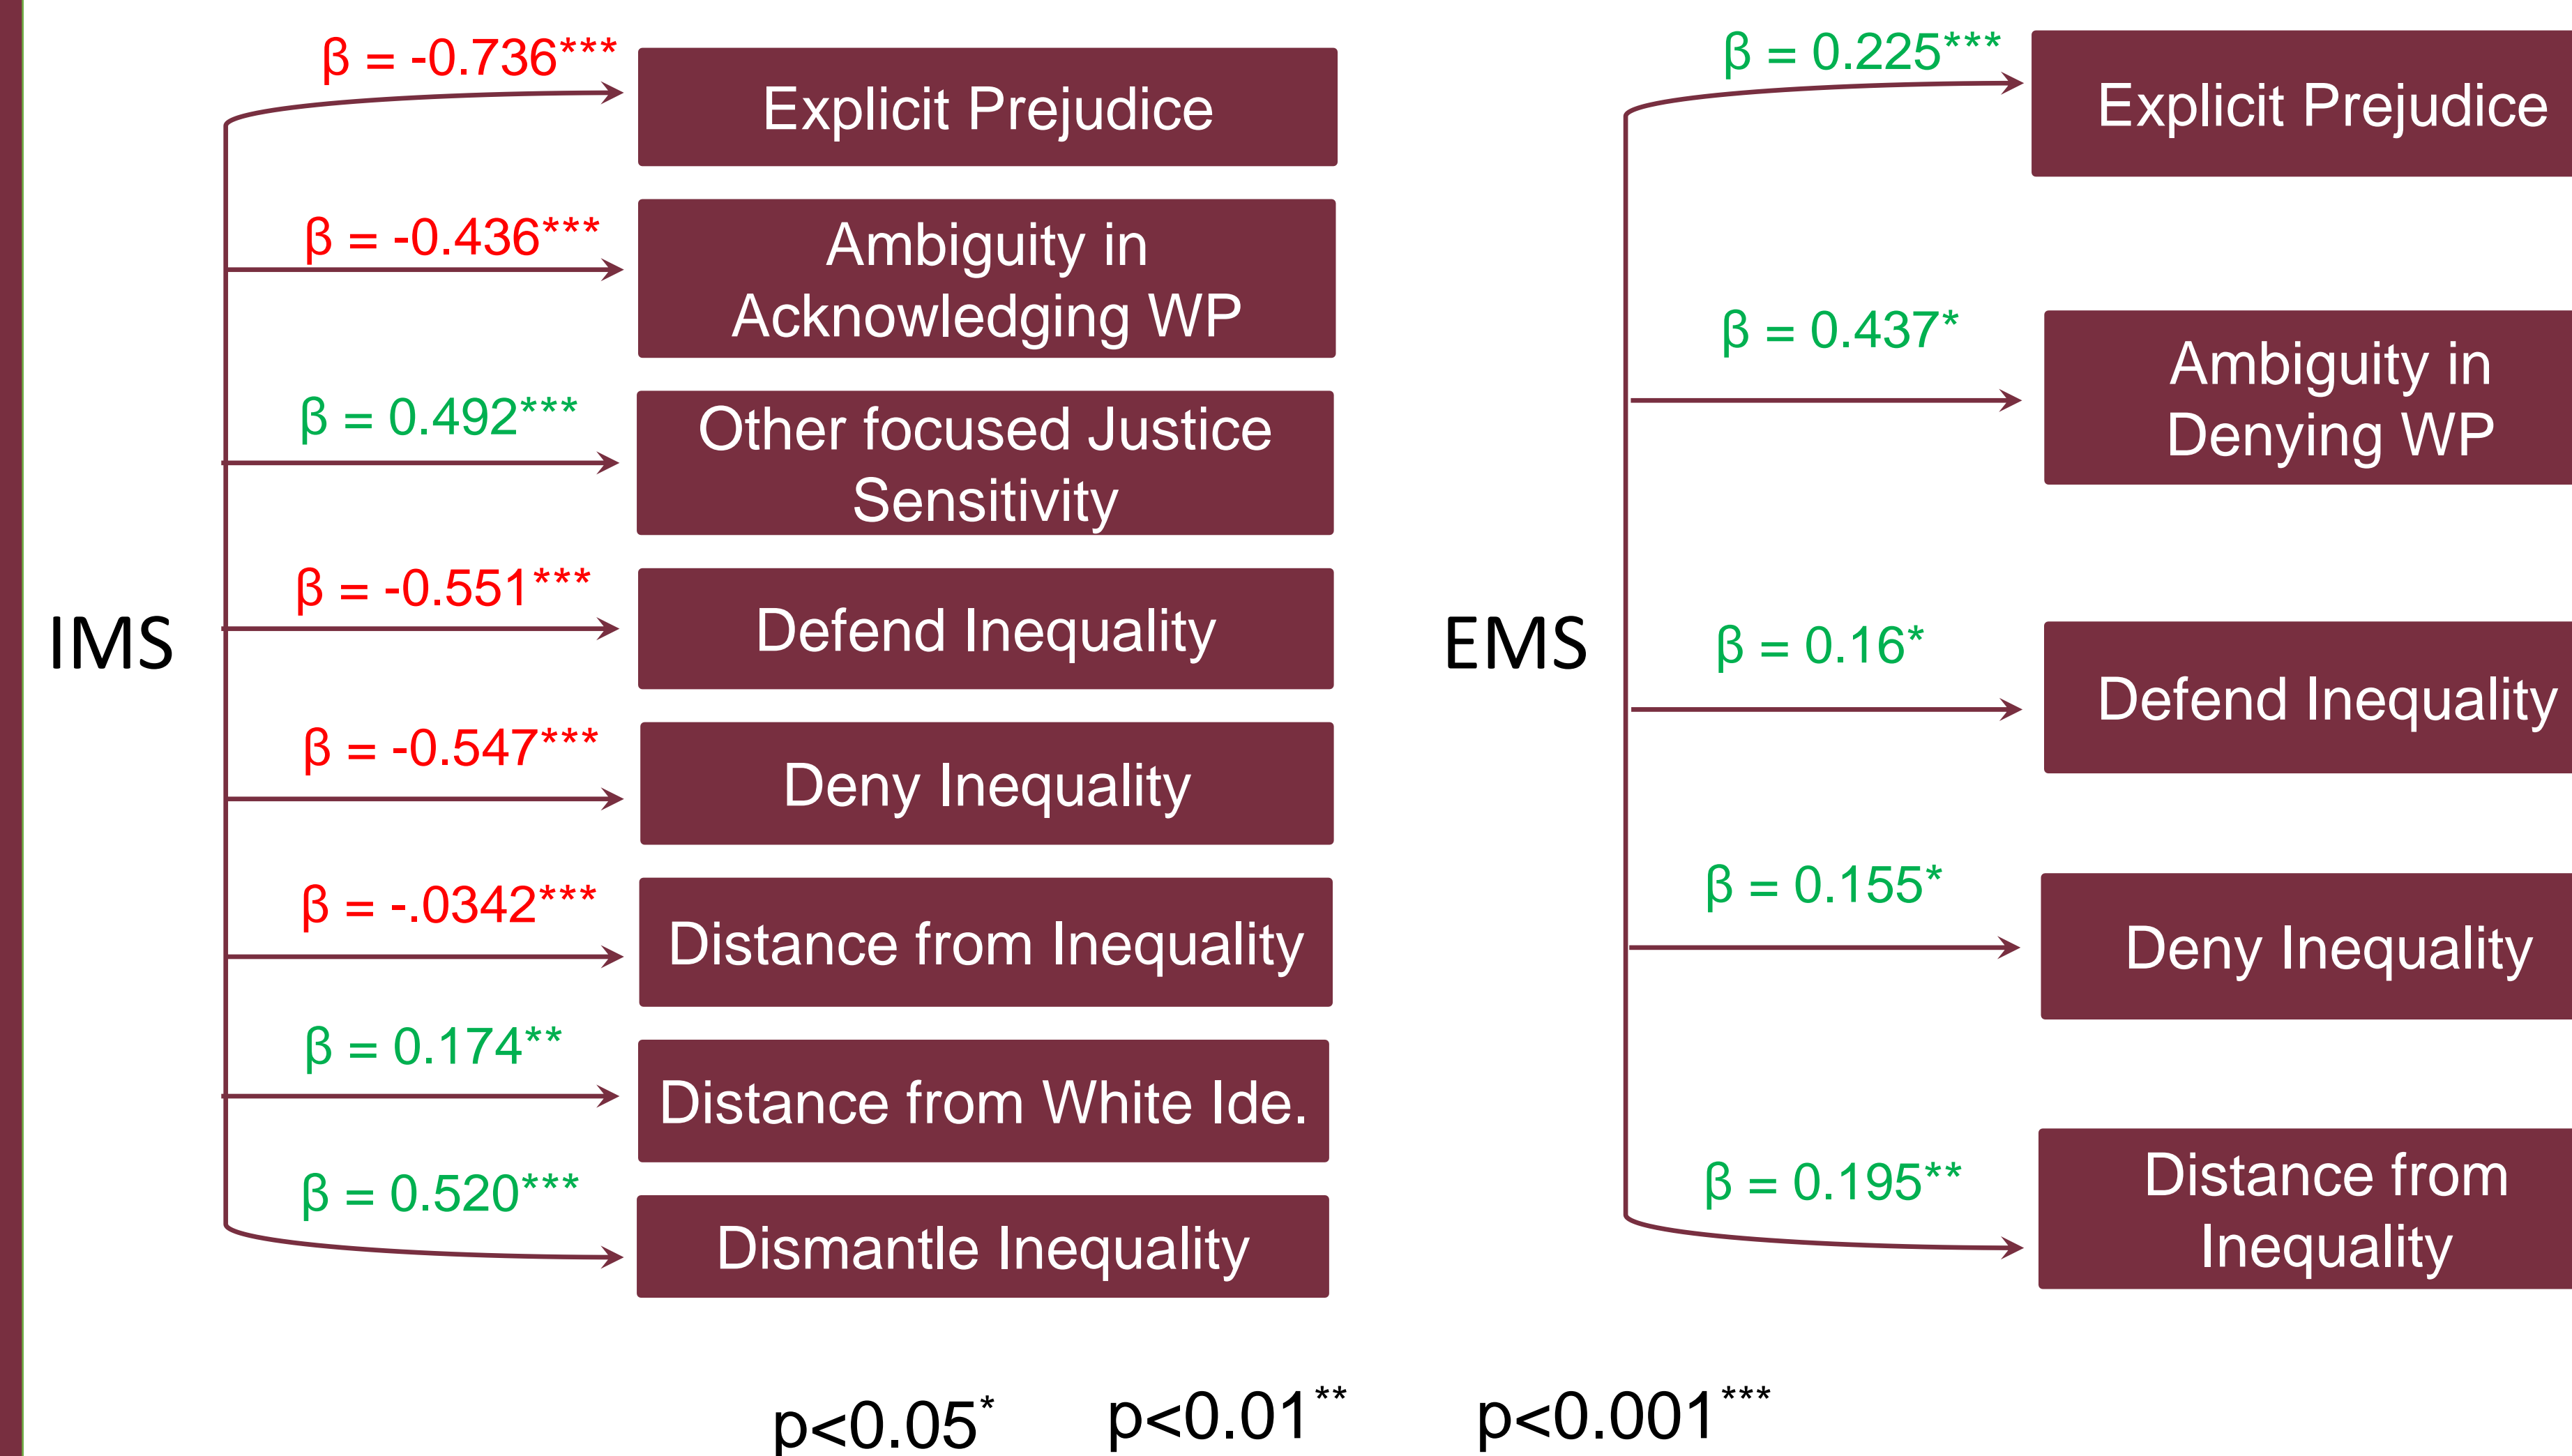 β = -0.736***
Explicit Prejudice
β = -0.436***
Ambiguity in
Acknowledging WP
β = 0.492***
Other focused Justice
Sensitivity
β = -0.551***
Defend Inequality
IMS
β = -0.547***
Deny Inequality
β = -.0342***
Distance from Inequality
β = 0.174**
Distance from White Ide.
β = 0.520***
Dismantle Inequality
β = 0.225***
Explicit Prejudice
β = 0.437*
Ambiguity in
Denying WP
EMS
β = 0.16*
Defend Inequality
β = 0.155*
Deny Inequality
β = 0.195**
Distance from
Inequality
p<0.05* p<0.01** p<0.001***